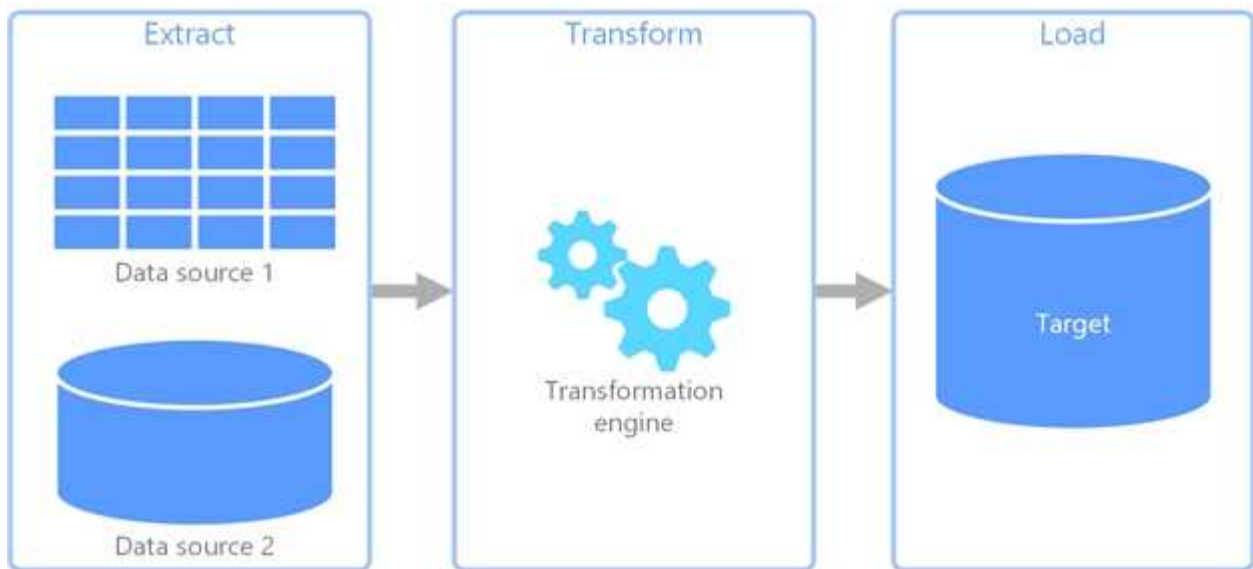 Extract
Data source 1
Data source 2
Transform
Transformation
engine
Load
Target